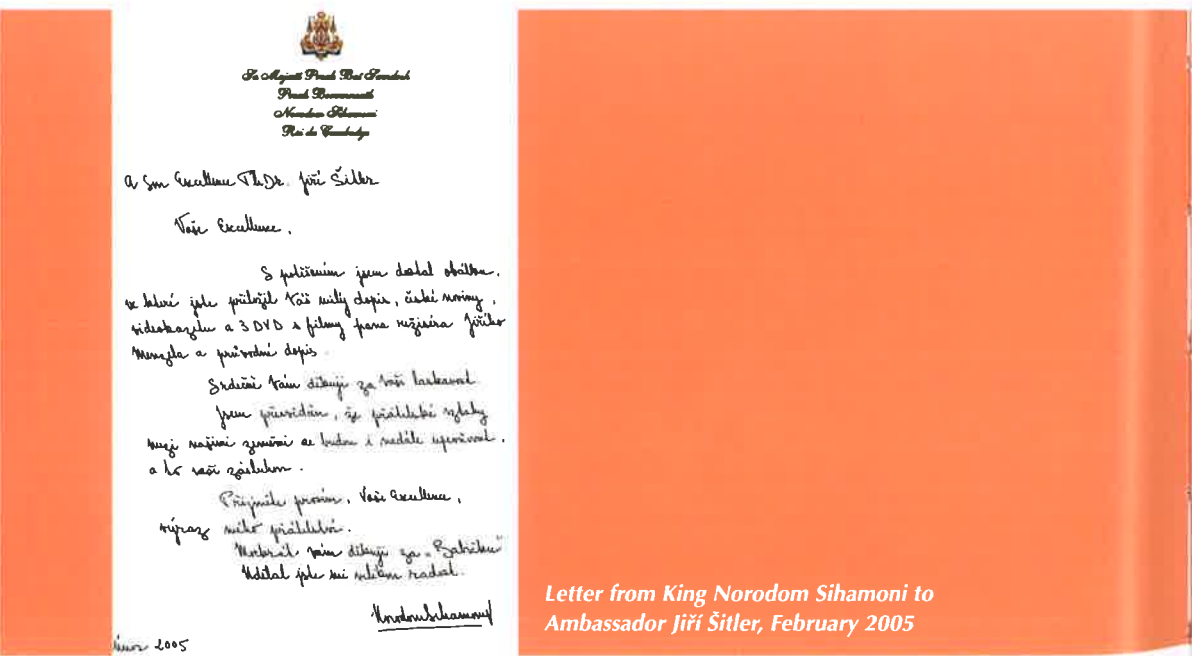 Sa Majesté Preah Bat Samdech
Preah Boromneath
Norodom Sihamoni
Roi du Cambodge
A Son Excellence Th.Dr. Jiří Šitler
Vaše Excellence,
S potěšením jsem dostal obálku,
ve které jste přiložil Váš milý dopis, české noviny,
videokazetu a 3 DVD s filmy pana režiséra Jiřího
Menzela a průvodní dopis.
Srdečně Vám děkuji za Vaši laskavost.
Jsem přesvědčen, že přátelské vztahy
mezi našimi zeměmi se budou i nadále upevňovat,
a to vaší zásluhou.
Přijměte prosím, Vaše Excellence,
výraz mého přátelství.
Mockrát vám děkuji za „Babičku"
Udělal jste mi velikou radost.
Norodom Sihamoni
únor 2005
Letter from King Norodom Sihamoni to
Ambassador Jiří Šitler, February 2005